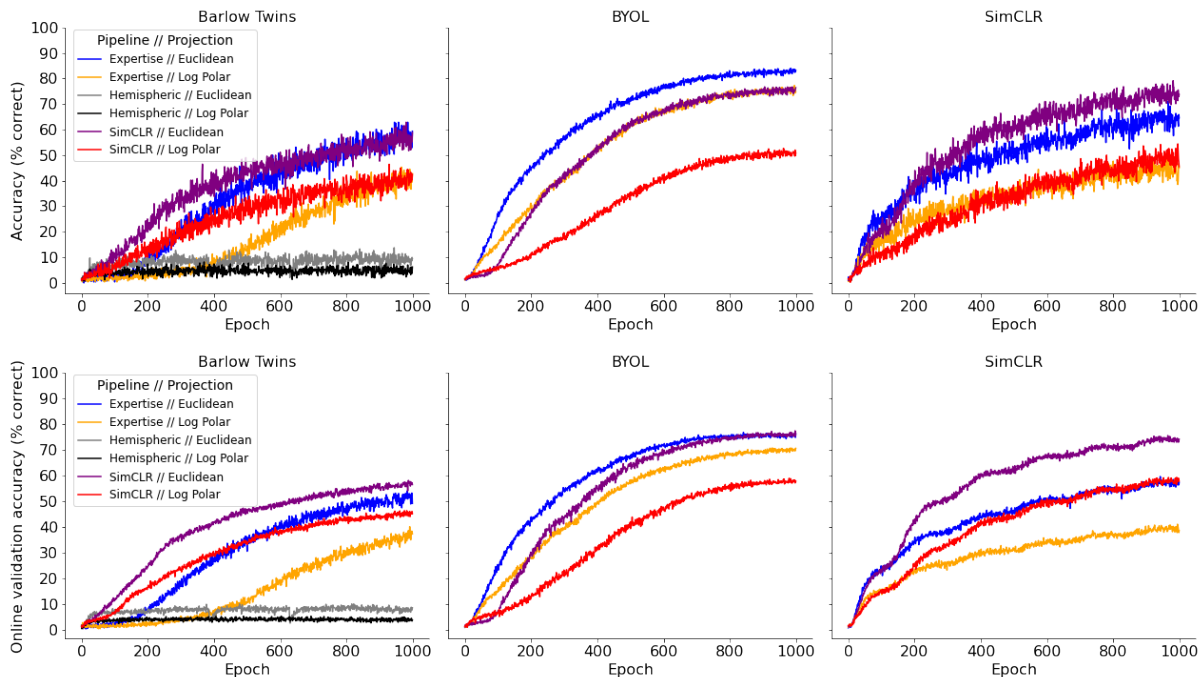 Barlow Twins
BYOL
SimCLR
Accuracy (% correct)
100
90
80
70
60
50
40
30
20
10
0
Pipeline // Projection
Expertise // Euclidean
Expertise // Log Polar
Hemispheric // Euclidean
Hemispheric // Log Polar
SimCLR // Euclidean
SimCLR // Log Polar
0 200 400 600 800 1000
0 200 400 600 800 1000
0 200 400 600 800 1000
Epoch
Epoch
Epoch
Barlow Twins
BYOL
SimCLR
Online validation accuracy (% correct)
100
90
80
70
60
50
40
30
20
10
0
Pipeline // Projection
Expertise // Euclidean
Expertise // Log Polar
Hemispheric // Euclidean
Hemispheric // Log Polar
SimCLR // Euclidean
SimCLR // Log Polar
0 200 400 600 800 1000
0 200 400 600 800 1000
0 200 400 600 800 1000
Epoch
Epoch
Epoch